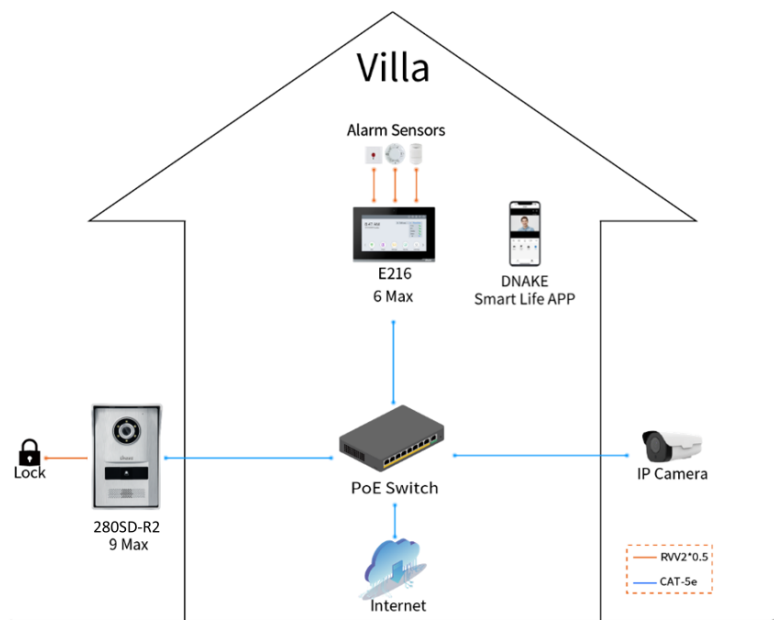 Villa
Alarm Sensors
E216
6 Max
DNAKE
Smart Life APP
Lock
280SD-R2
9 Max
PoE Switch
IP Camera
Internet
RVV2*0.5
CAT-5e